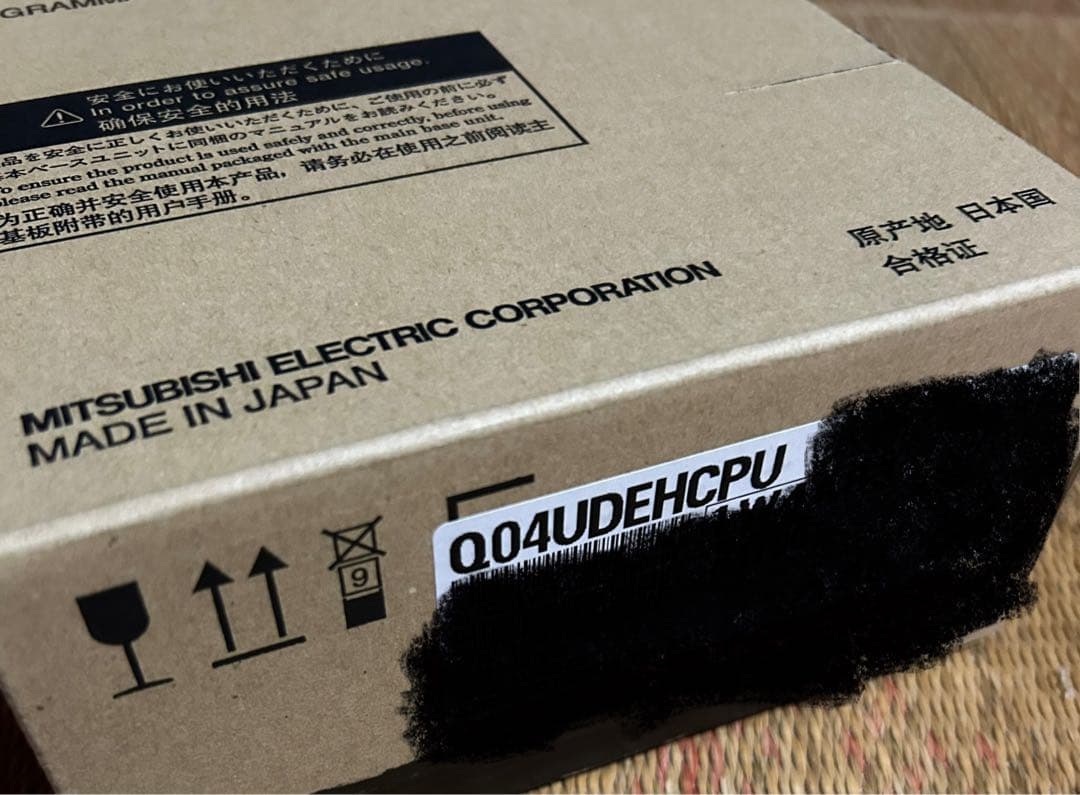 安全にお使いいただくために
In order to assure safe usage.
确保安全的用法
品を安全に正しくお使いいただくために、ご使用の前に必ず
本ベースユニットに同梱のマニュアルをお読みください。
To ensure the product is used safely and correctly, before using
please read the manual packaged with the main base unit.
为正确并安全使用本产品，请务必在使用之前阅读主
基板附带的用户手册。
原产地 日本国
合格证
MITSUBISHI ELECTRIC CORPORATION
MADE IN JAPAN
9
Q04UDEHCPU